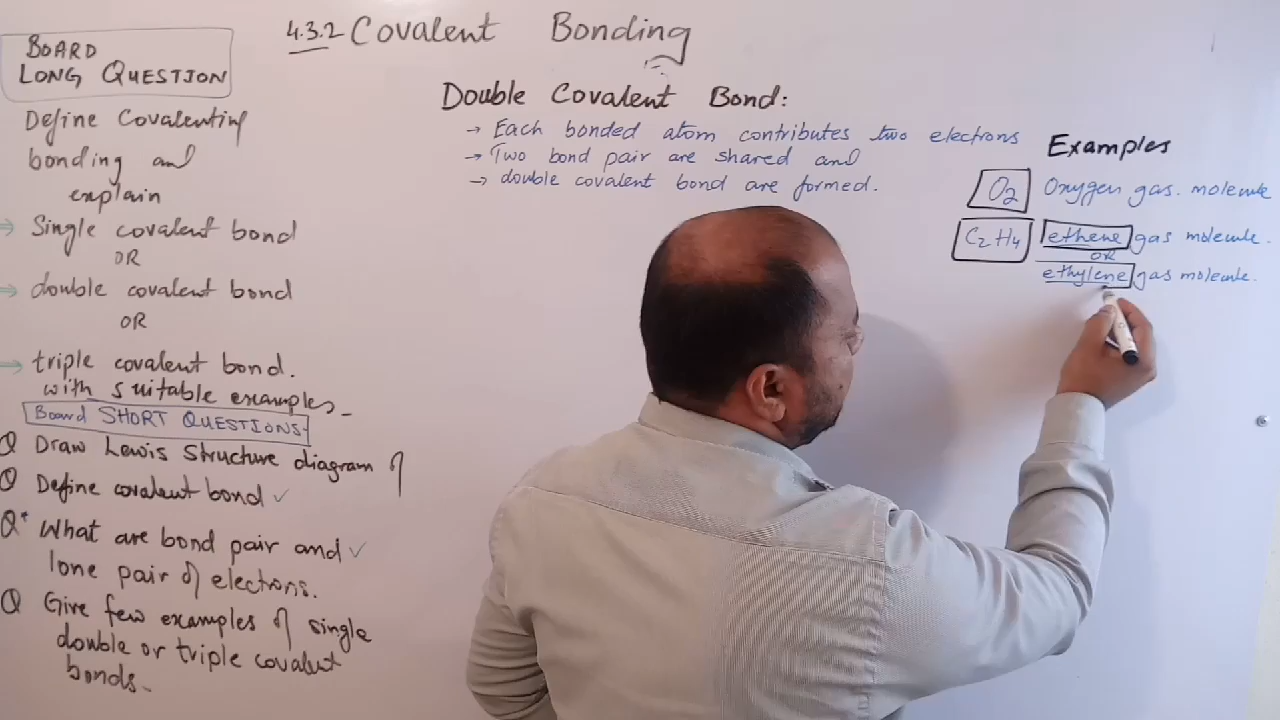 BOARD
LONG QUESTION
Define Covalenting
bonding and
explain
→ Single covalent bond
OR
→ double covalent bond
OR
→ triple covalent bond.
with suitable examples
Board SHORT QUESTIONS
Q Draw Lewis Structure diagram of
Q Define covalent bond ✓
Q* What are bond pair and ✓
lone pair of electrons.
Q Give few examples of single
double or triple covalent
bonds.
4.3.2 Covalent Bonding
Double Covalent Bond:
→ Each bonded atom contributes two electrons
→ Two bond pair are shared and
→ double covalent bond are formed.
Examples
O2 Oxygen gas. molecule
C2H4 ethene gas molecule.
OR
ethylene gas molecule.